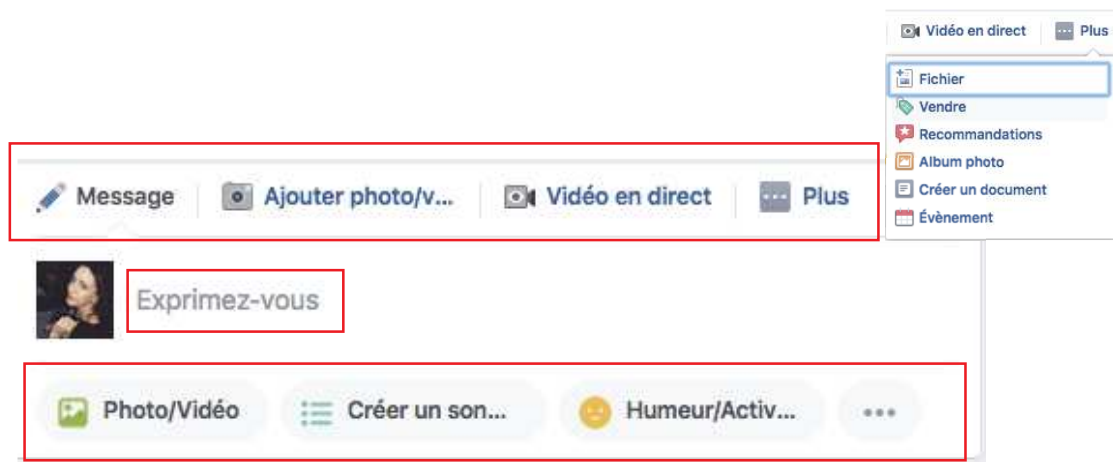 Vidéo en direct Plus
Fichier
Vendre
Recommandations
Album photo
Créer un document
Évènement
Message Ajouter photo/v... Vidéo en direct Plus
Exprimez-vous
Photo/Vidéo Créer un son... Humeur/Activ... ...